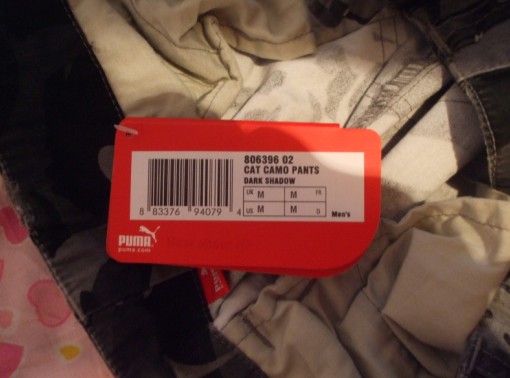 806396 02
CAT CAMO PANTS
DARK SHADOW
UK M M FR
US M M D
Men's
8 83376 94079 4
PUMA
puma.com